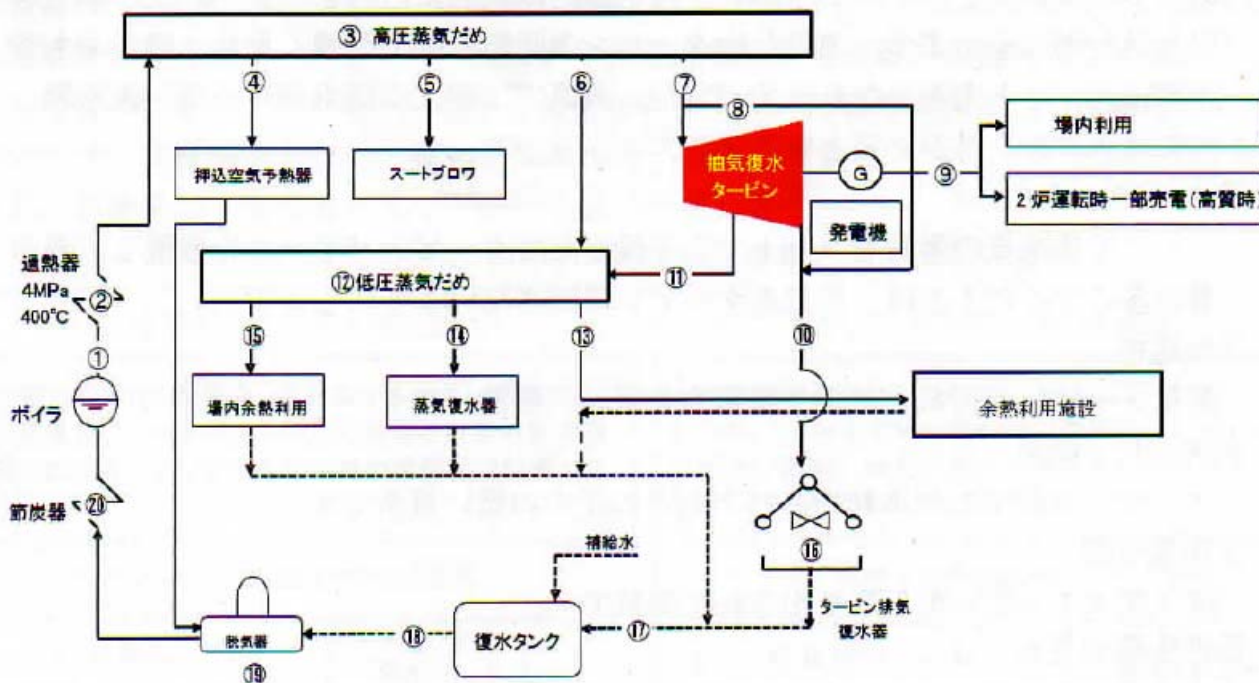 ③ 高圧蒸気だめ
④
⑤
⑥
⑦
⑧
押込空気予熱器
スートブロワ
抽気復水
タービン
G
⑨
場内利用
2炉運転時一部売電(高質時)
発電機
過熱器
4MPa
400℃
②
①
ボイラ
⑫低圧蒸気だめ
⑪
⑮
⑭
⑬
⑩
場内余熱利用
蒸気復水器
余熱利用施設
節炭器
⑳
補給水
⑯
タービン排気
復水器
脱気器
⑱
復水タンク
⑰
⑲